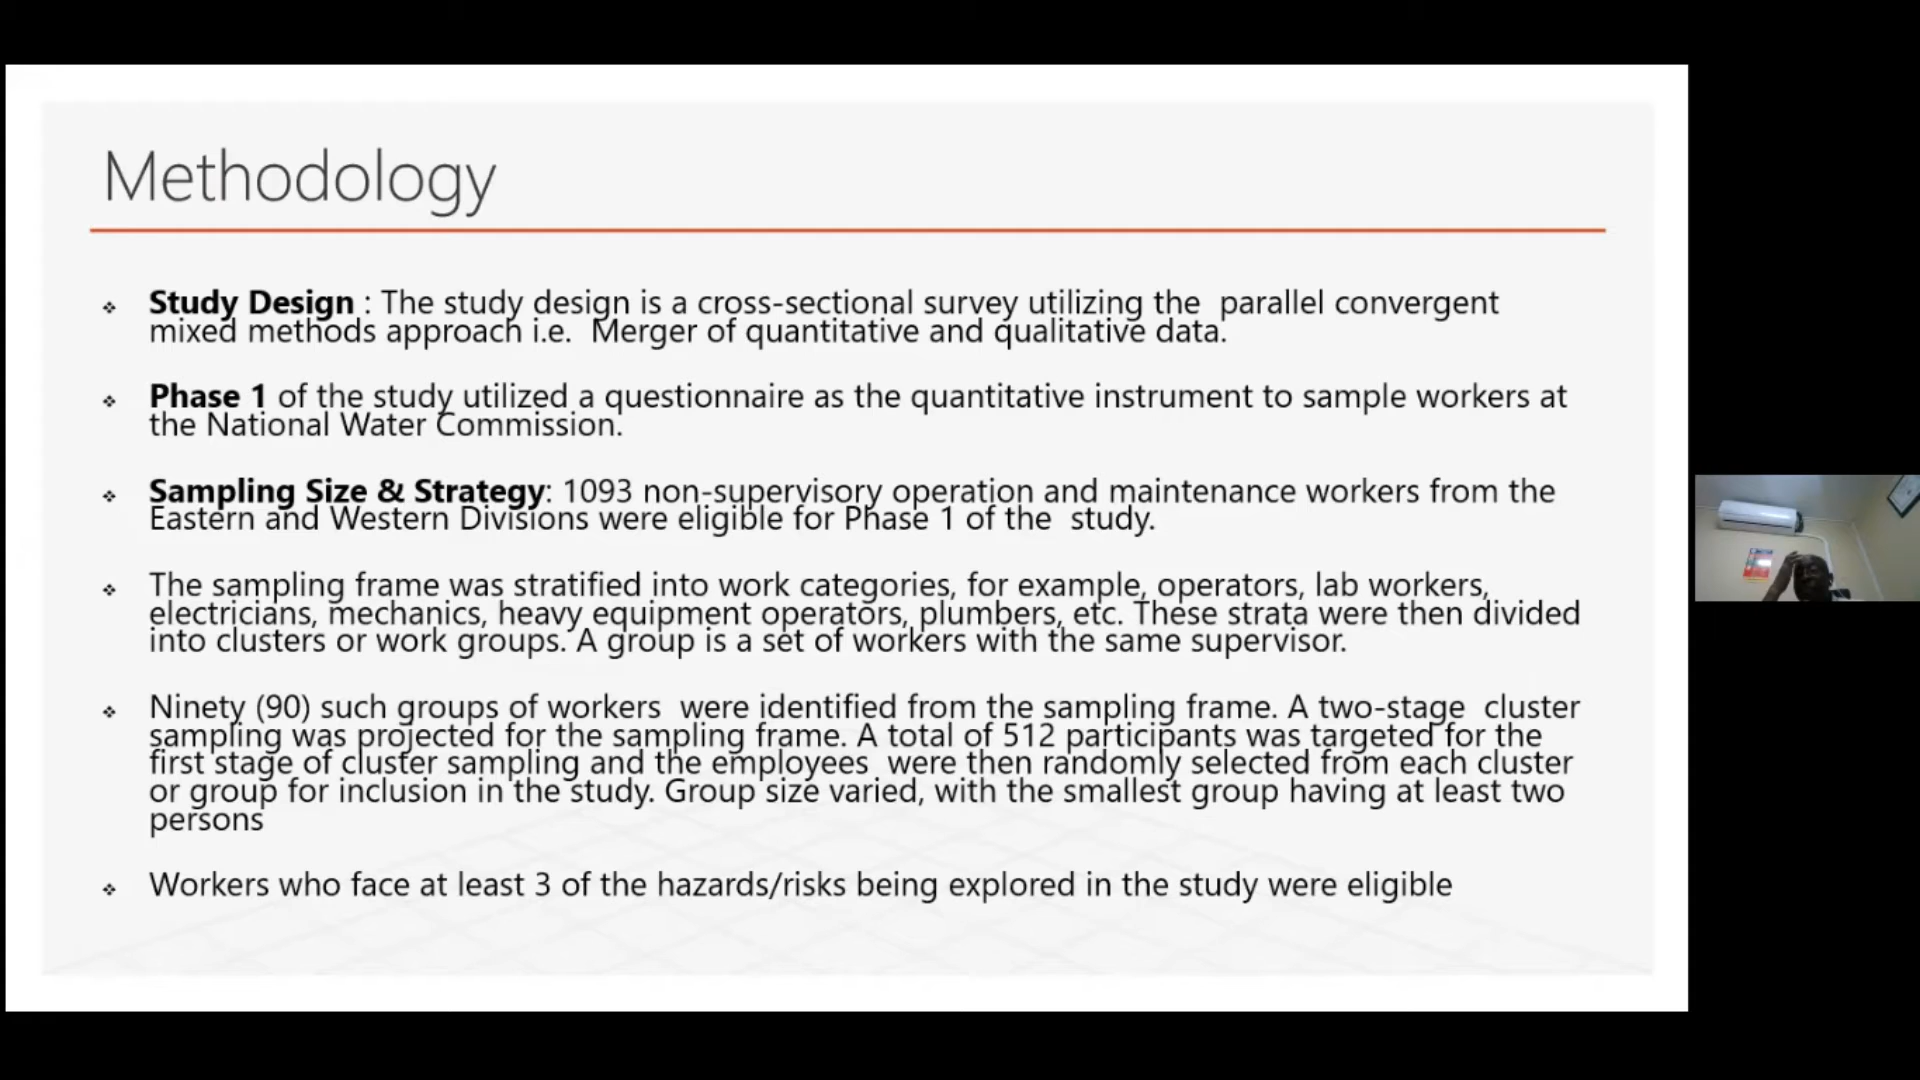 Methodology
Study Design : The study design is a cross-sectional survey utilizing the parallel convergent
mixed methods approach i.e. Merger of quantitative and qualitative data.
Phase 1 of the study utilized a questionnaire as the quantitative instrument to sample workers at
the National Water Commission.
Sampling Size & Strategy: 1093 non-supervisory operation and maintenance workers from the
Eastern and Western Divisions were eligible for Phase 1 of the study.
The sampling frame was stratified into work categories, for example, operators, lab workers,
electricians, mechanics, heavy equipment operators, plumbers, etc. These strata were then divided
into clusters or work groups. A group is a set of workers with the same supervisor.
Ninety (90) such groups of workers were identified from the sampling frame. A two-stage cluster
sampling was projected for the sampling frame. A total of 512 participants was targeted for the
first stage of cluster sampling and the employees were then randomly selected from each cluster
or group for inclusion in the study. Group size varied, with the smallest group having at least two
persons
Workers who face at least 3 of the hazards/risks being explored in the study were eligible